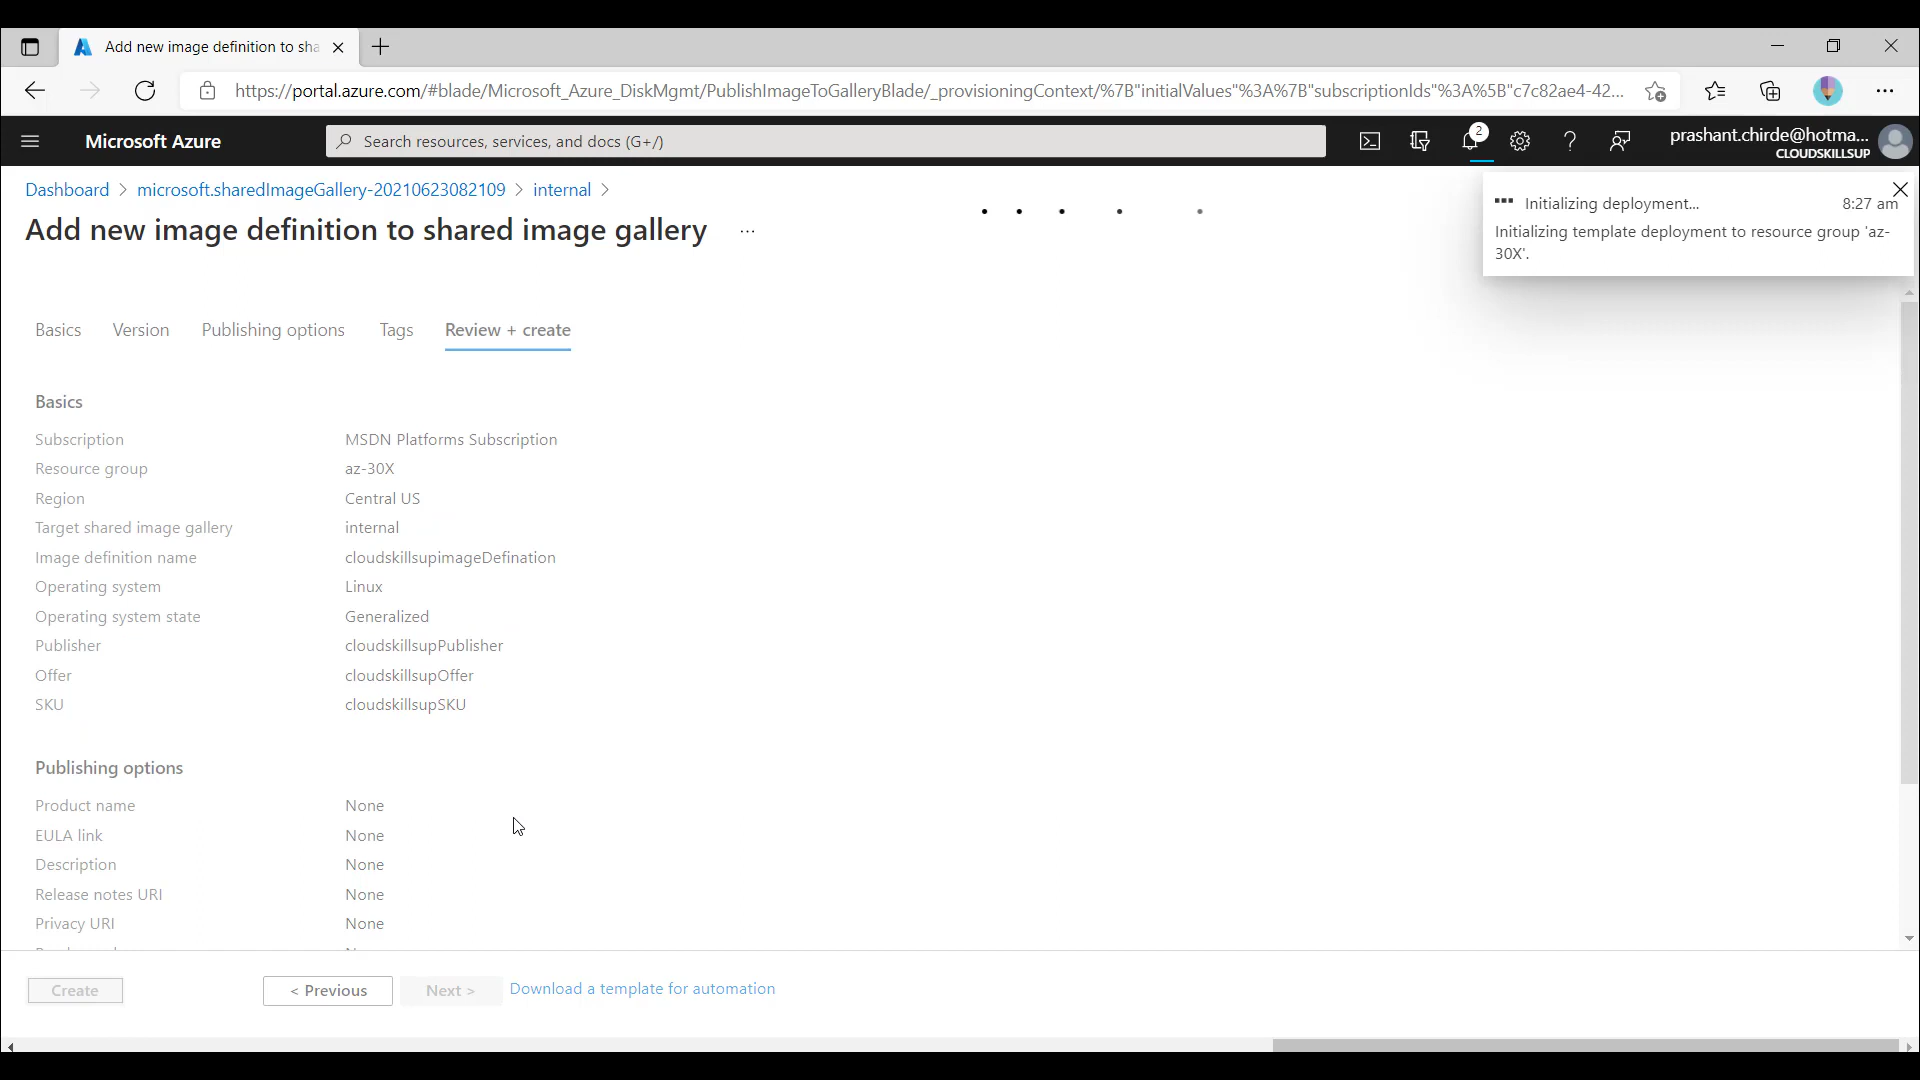 Add new image definition to sha
https://portal.azure.com/#blade/Microsoft_Azure_DiskMgmt/PublishImageToGalleryBlade/_provisioningContext/%7B"initialValues"%3A%7B"subscriptionIds"%3A%5B"c7c82ae4-42...
Microsoft Azure
Search resources, services, and docs (G+/)
2
prashant.chirde@hotma...
CLOUDSKILLSUP
Dashboard > microsoft.sharedImageGallery-20210623082109 > internal >
Add new image definition to shared image gallery ...
Initializing deployment... 8:27 am
Initializing template deployment to resource group 'az-
30X'.
Basics Version Publishing options Tags Review + create
Basics
Subscription MSDN Platforms Subscription
Resource group az-30X
Region Central US
Target shared image gallery internal
Image definition name cloudskillsupimageDefination
Operating system Linux
Operating system state Generalized
Publisher cloudskillsupPublisher
Offer cloudskillsupOffer
SKU cloudskillsupSKU
Publishing options
Product name None
EULA link None
Description None
Release notes URI None
Privacy URI None
Create < Previous Next > Download a template for automation